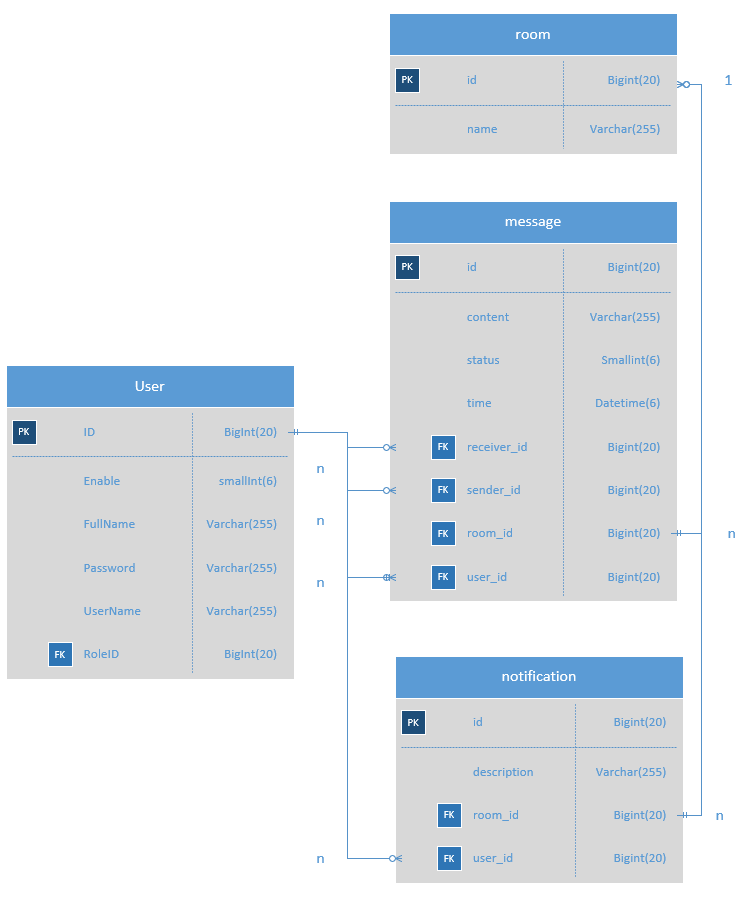 room
PK id Bigint(20)
1
name Varchar(255)
message
PK id Bigint(20)
content Varchar(255)
status Smallint(6)
time Datetime(6)
FK receiver_id Bigint(20)
FK sender_id Bigint(20)
FK room_id Bigint(20)
n
FK user_id Bigint(20)
User
PK ID BigInt(20)
n
Enable smallInt(6)
FullName Varchar(255)
n
Password Varchar(255)
n
UserName Varchar(255)
FK RoleID BigInt(20)
notification
PK id Bigint(20)
description Varchar(255)
FK room_id Bigint(20)
n
FK user_id Bigint(20)
n